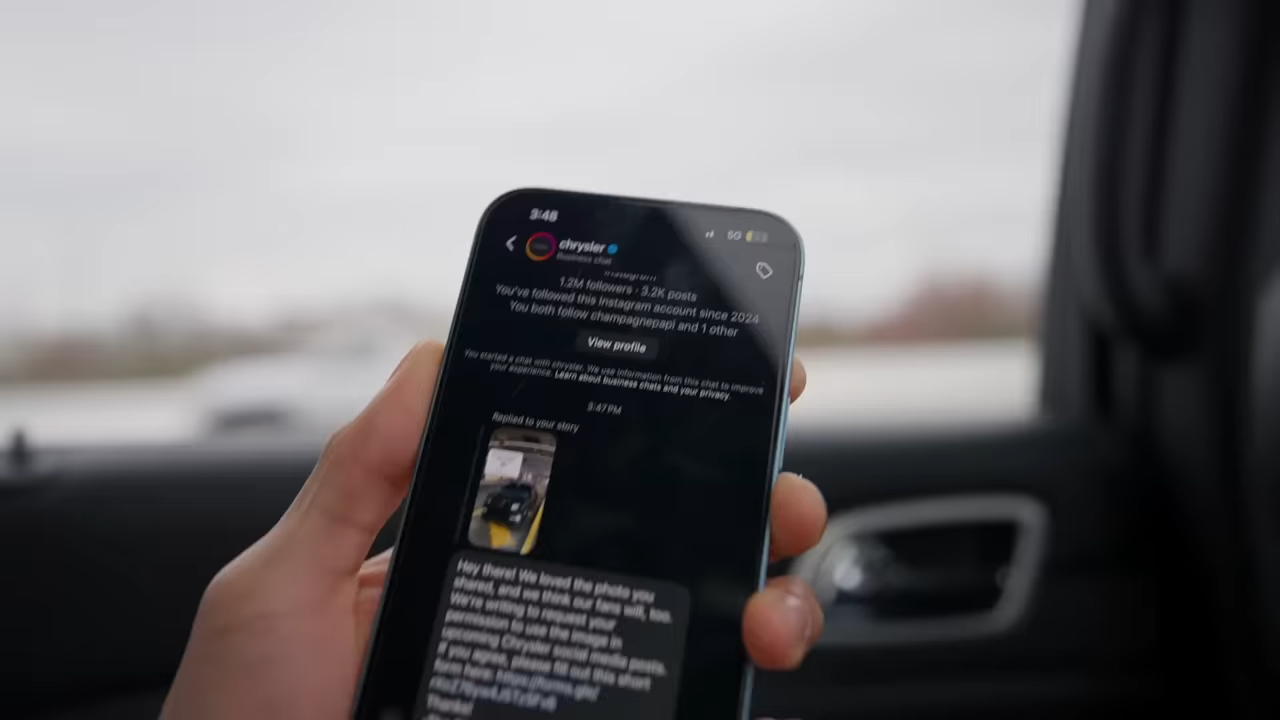 3:48
5G
chrysler
Business chat
1.2M followers · 3.2K posts
You've followed this Instagram account since 2024
You both follow champagnepapi and 1 other
View profile
You started a chat with chrysler. We use information from this chat to improve
your experience. Learn about business chats and your privacy.
3:47 PM
Replied to your story
Hey there! We loved the photo you
shared, and we think our fans will, too.
We're writing to request your
permission to use the image in
upcoming Chrysler social media posts.
If you agree, please fill out this short
form here:
Thanks!